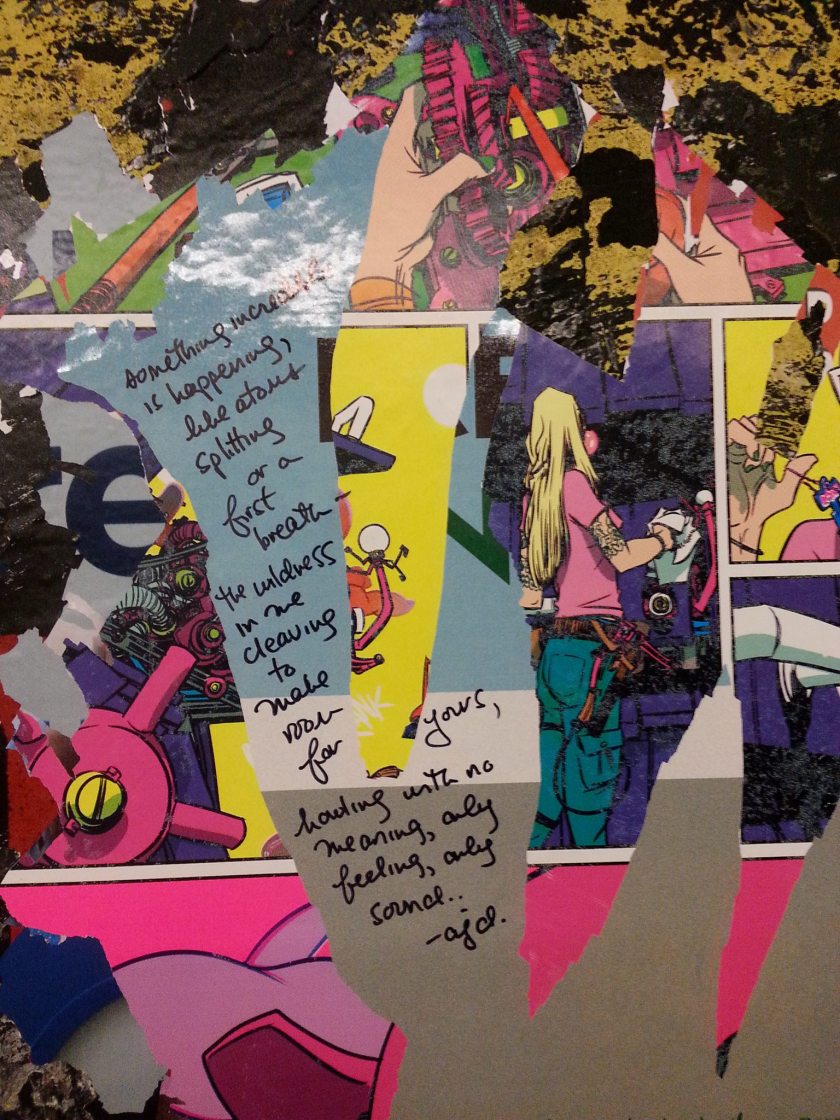 something incredible
is happening,
like atoms
splitting
or a
first
breath—
the wildness
in me
cleaving
to
make
room
for yours,
howling with no
meaning, only
feeling, only
sound..
-ajd.
re